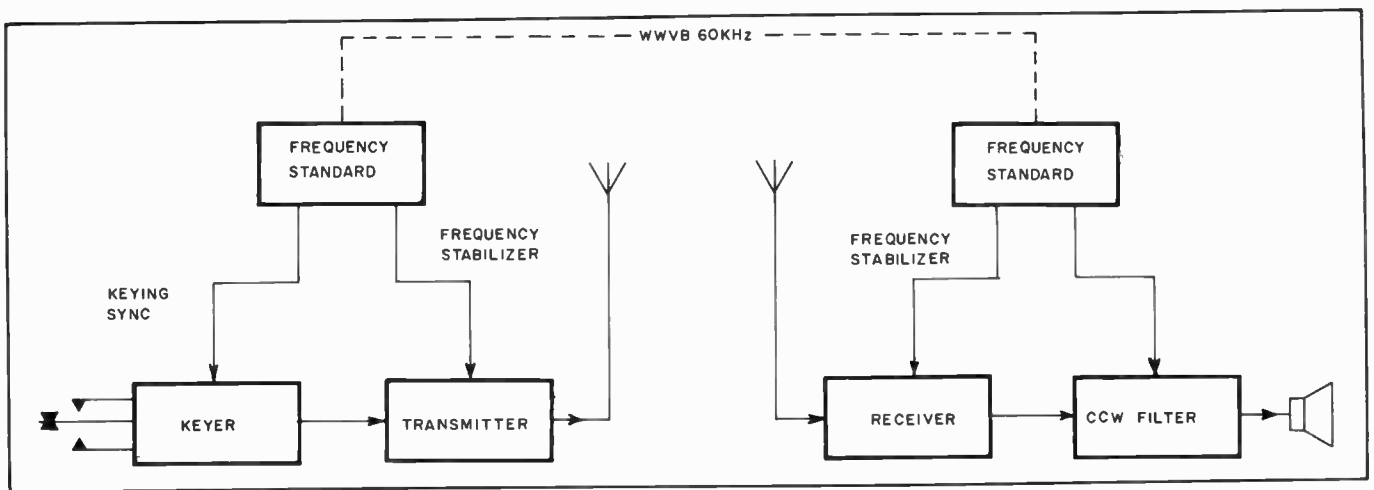 WWVB 60KHz
FREQUENCY
STANDARD
FREQUENCY
STANDARD
FREQUENCY
STABILIZER
FREQUENCY
STABILIZER
KEYING
SYNC
KEYER
TRANSMITTER
RECEIVER
CCW FILTER